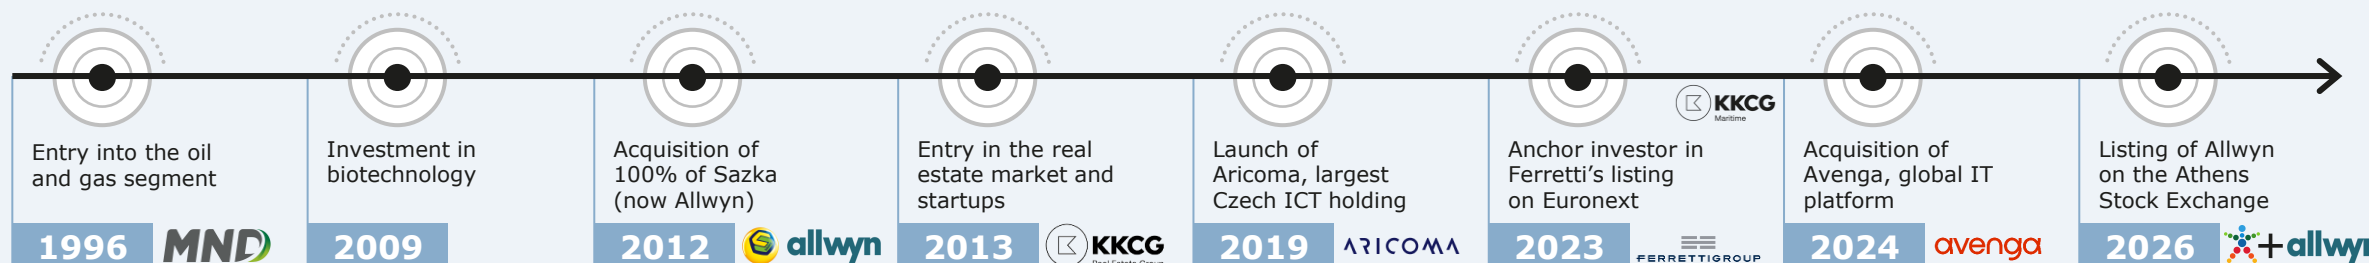 Entry into the oil
and gas segment
1996
MND
Investment in
biotechnology
2009
Acquisition of
100% of Sazka
(now Allwyn)
2012
allwyn
Entry in the real
estate market and
startups
2013
KKCG
Real Estate Group
Launch of
Aricoma, largest
Czech ICT holding
2019
ARICOMA
KKCG
Maritime
Anchor investor in
Ferretti’s listing
on Euronext
2023
FERRETTIGROUP
Acquisition of
Avenga, global IT
platform
2024
avenga
Listing of Allwyn
on the Athens
Stock Exchange
2026
+allwyn